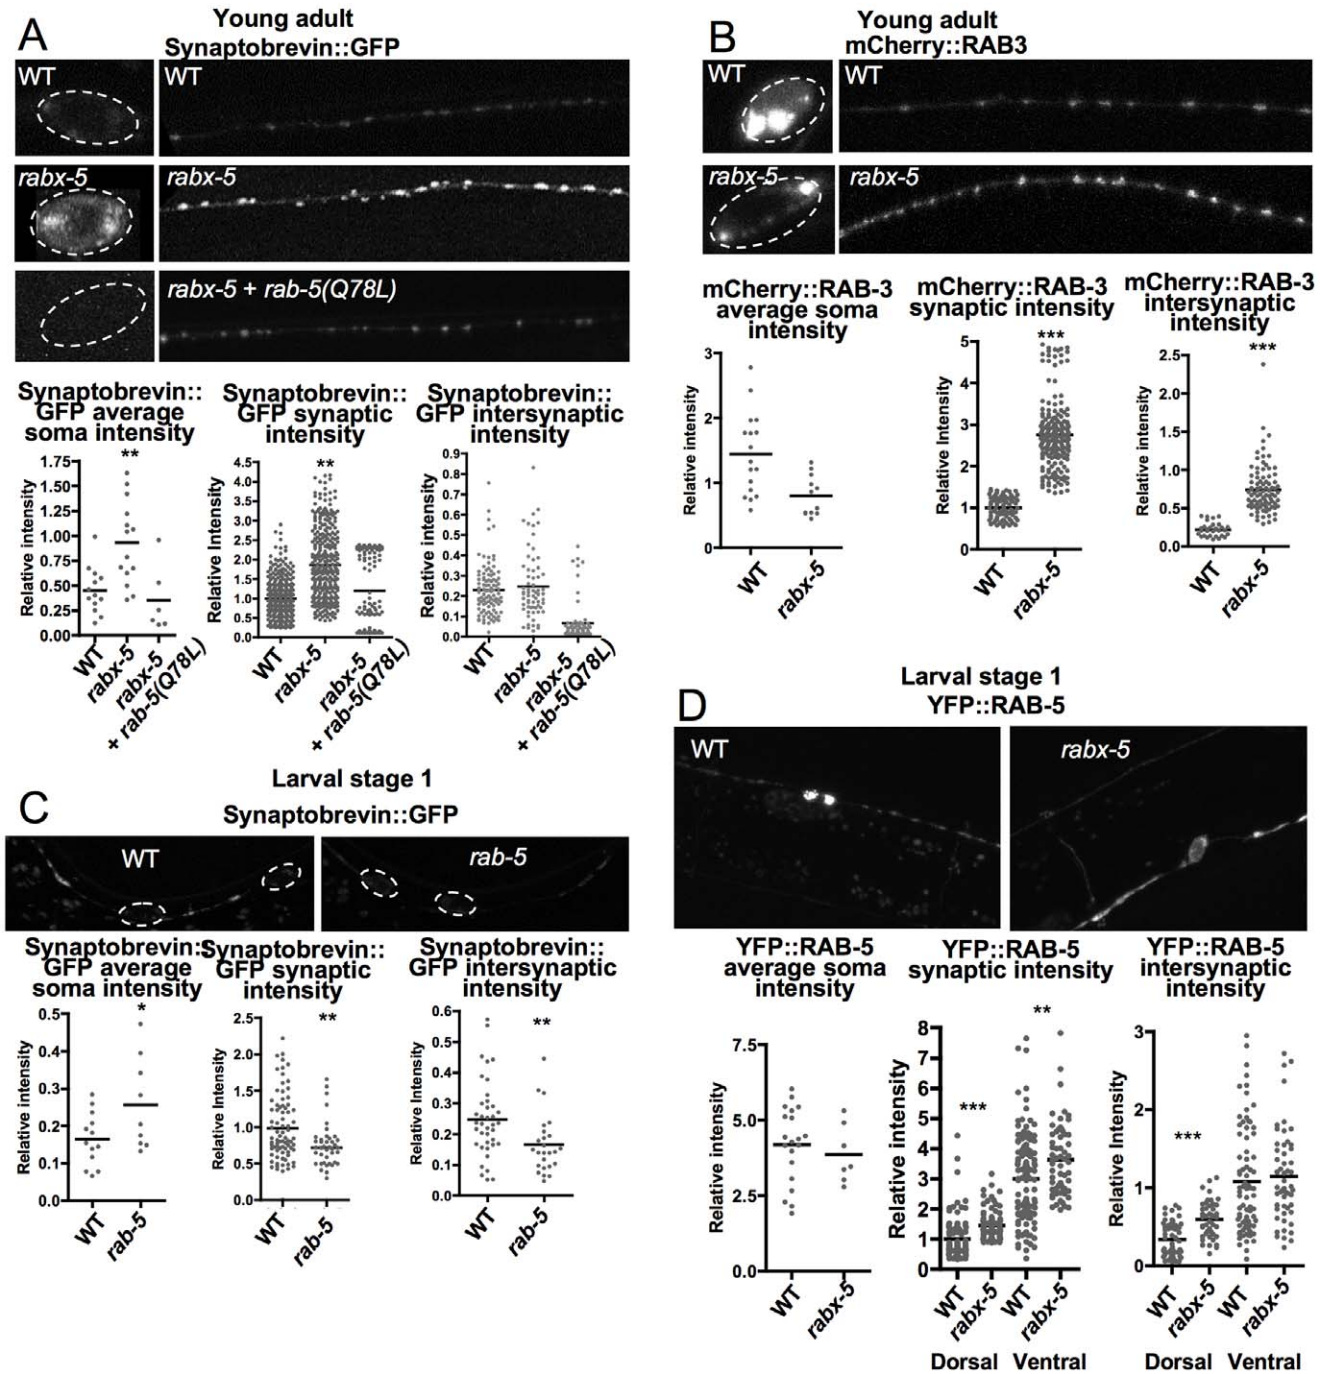 A
Young adult
Synaptobrevin::GFP
WT
WT
rabx-5
rabx-5
rabx-5 + rab-5(Q78L)
Synaptobrevin::
GFP average
soma intensity
**
Relative intensity
1.75
1.50
1.25
1.00
0.75
0.50
0.25
0.00
WT
rabx-5
rabx-5
+ rab-5(Q78L)
Synaptobrevin::
GFP synaptic
intensity
**
Relative Intensity
4.5
4.0
3.5
3.0
2.5
2.0
1.5
1.0
0.5
0.0
WT
rabx-5
rabx-5
+ rab-5(Q78L)
Synaptobrevin::
GFP intersynaptic
intensity
Relative intensity
0.9
0.8
0.7
0.6
0.5
0.4
0.3
0.2
0.1
0.0
WT
rabx-5
rabx-5
+ rab-5(Q78L)
B
Young adult
mCherry::RAB3
WT
WT
rabx-5
rabx-5
mCherry::RAB-3
average soma
intensity
Relative intensity
3
2
1
0
WT
rabx-5
mCherry::RAB-3
synaptic intensity
***
Relative intensity
5
4
3
2
1
0
WT
rabx-5
mCherry::RAB-3
intersynaptic
intensity
***
Relative intensity
2.5
2.0
1.5
1.0
0.5
0.0
WT
rabx-5
C
Larval stage 1
Synaptobrevin::GFP
WT
rab-5
Synaptobrevin::
GFP average
soma intensity
*
Relative intensity
0.5
0.4
0.3
0.2
0.1
0.0
WT
rab-5
Synaptobrevin::
GFP synaptic
intensity
**
Relative Intensity
2.5
2.0
1.5
1.0
0.5
0.0
WT
rab-5
Synaptobrevin::
GFP intersynaptic
intensity
**
Relative Intensity
0.6
0.5
0.4
0.3
0.2
0.1
0.0
WT
rab-5
D
Larval stage 1
YFP::RAB-5
WT
rabx-5
YFP::RAB-5
average soma
intensity
Relative intensity
7.5
5.0
2.5
0.0
WT
rabx-5
YFP::RAB-5
synaptic intensity
**
***
Relative intensity
8
7
6
5
4
3
2
1
0
WT
rabx-5
WT
rabx-5
Dorsal Ventral
YFP::RAB-5
intersynaptic
intensity
***
Relative intensity
3
2
1
0
WT
rabx-5
WT
rabx-5
Dorsal Ventral